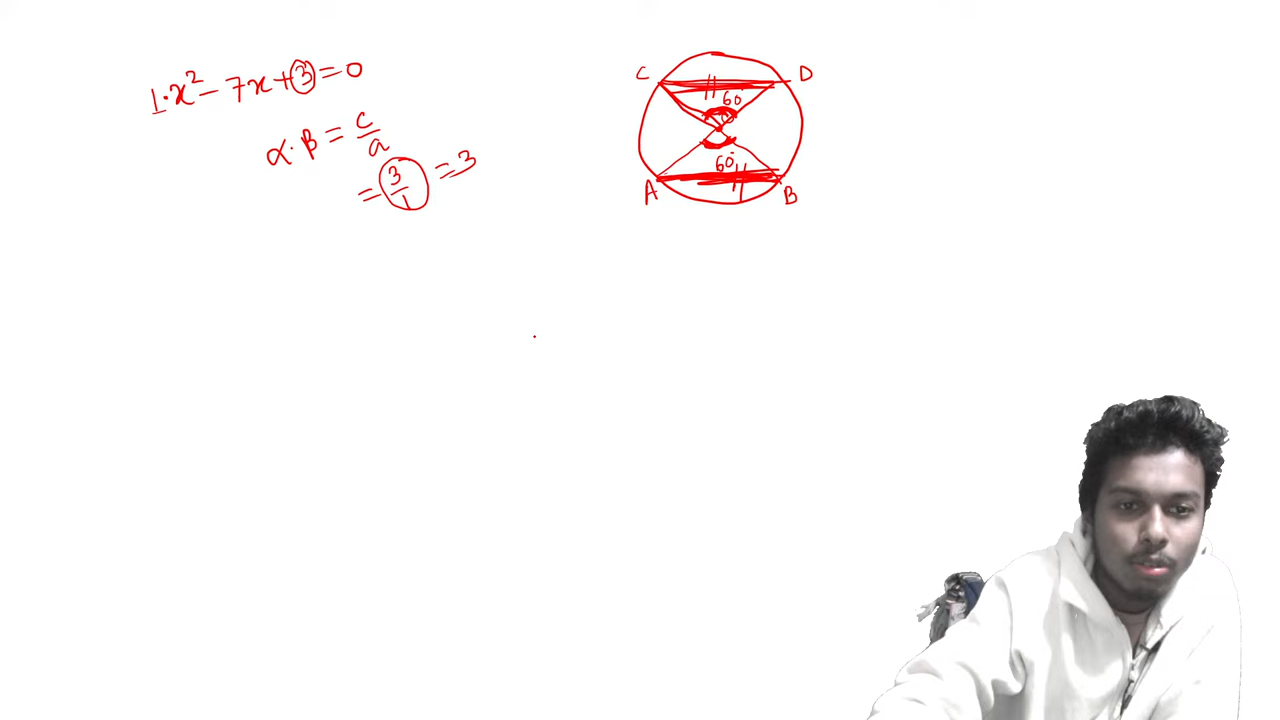 1·x² - 7x + 3 = 0
α·β = c/a
= 3/1 = 3
C D
60°
O
60°
A B